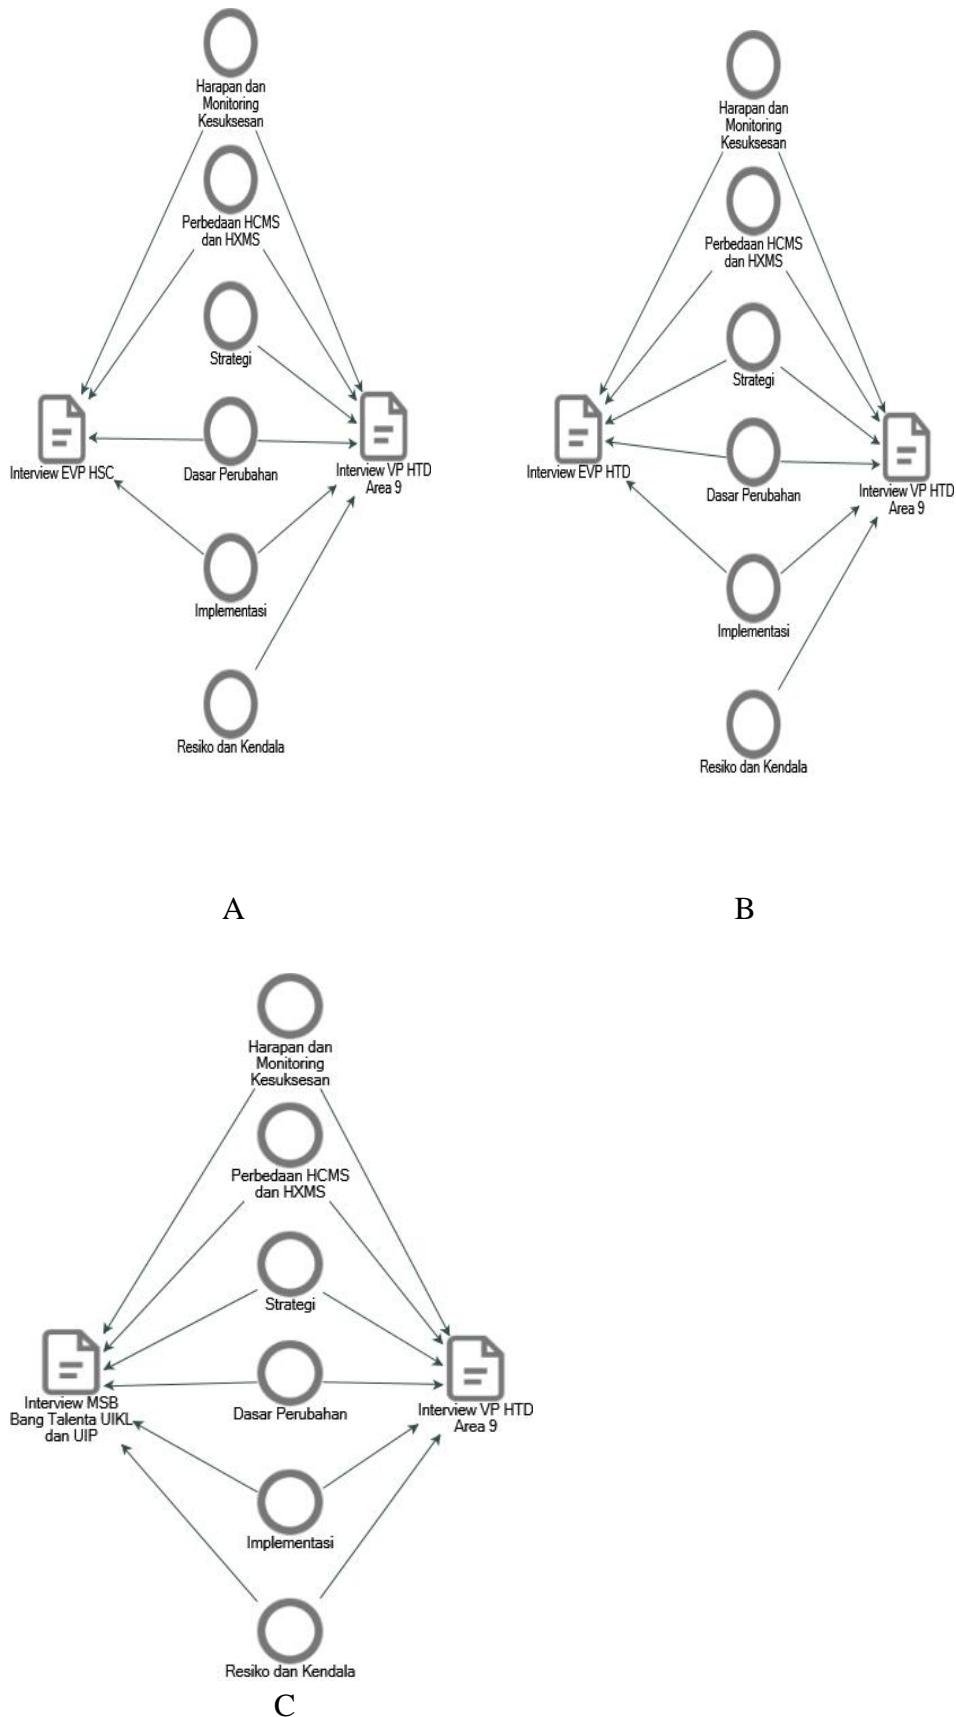 Harapan dan
Monitoring
Kesuksesan
Perbedaan HCMS
dan HXMS
Strategi
Interview EVP HSC
Dasar Perubahan
Interview VP HTD
Area 9
Implementasi
Resiko dan Kendala
A
Harapan dan
Monitoring
Kesuksesan
Perbedaan HCMS
dan HXMS
Strategi
Interview EVP HTD
Dasar Perubahan
Interview VP HTD
Area 9
Implementasi
Resiko dan Kendala
B
Harapan dan
Monitoring
Kesuksesan
Perbedaan HCMS
dan HXMS
Strategi
Interview MSB
Bang Talenta UIKL
dan UIP
Dasar Perubahan
Interview VP HTD
Area 9
Implementasi
Resiko dan Kendala
C